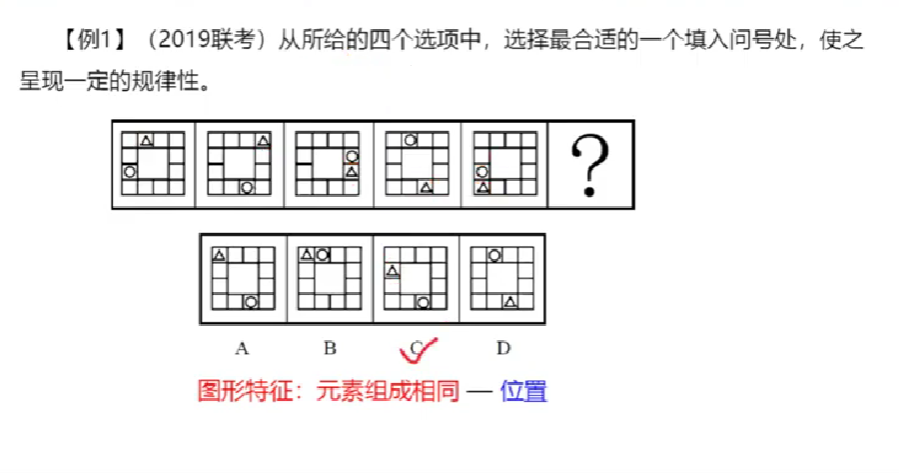 【例1】（2019联考）从所给的四个选项中，选择最合适的一个填入问号处，使之
呈现一定的规律性。
?
A B C D
图形特征：元素组成相同 — 位置